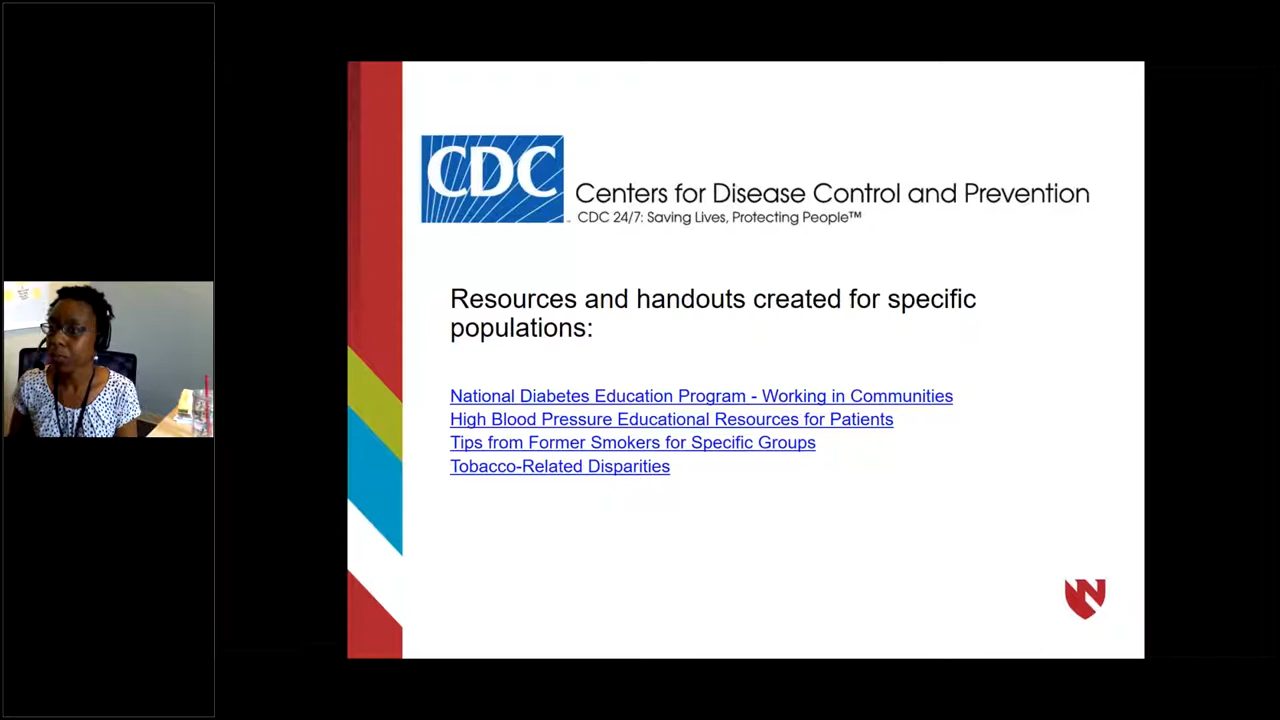 CDC
Centers for Disease Control and Prevention
CDC 24/7: Saving Lives, Protecting People™
Resources and handouts created for specific
populations:
National Diabetes Education Program - Working in Communities
High Blood Pressure Educational Resources for Patients
Tips from Former Smokers for Specific Groups
Tobacco-Related Disparities